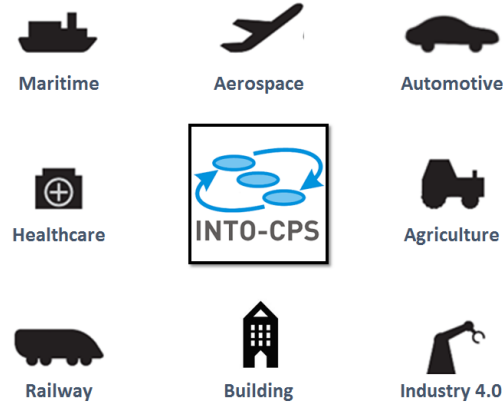 Maritime
Aerospace
Automotive
Healthcare
INTO-CPS
Agriculture
Railway
Building
Industry 4.0